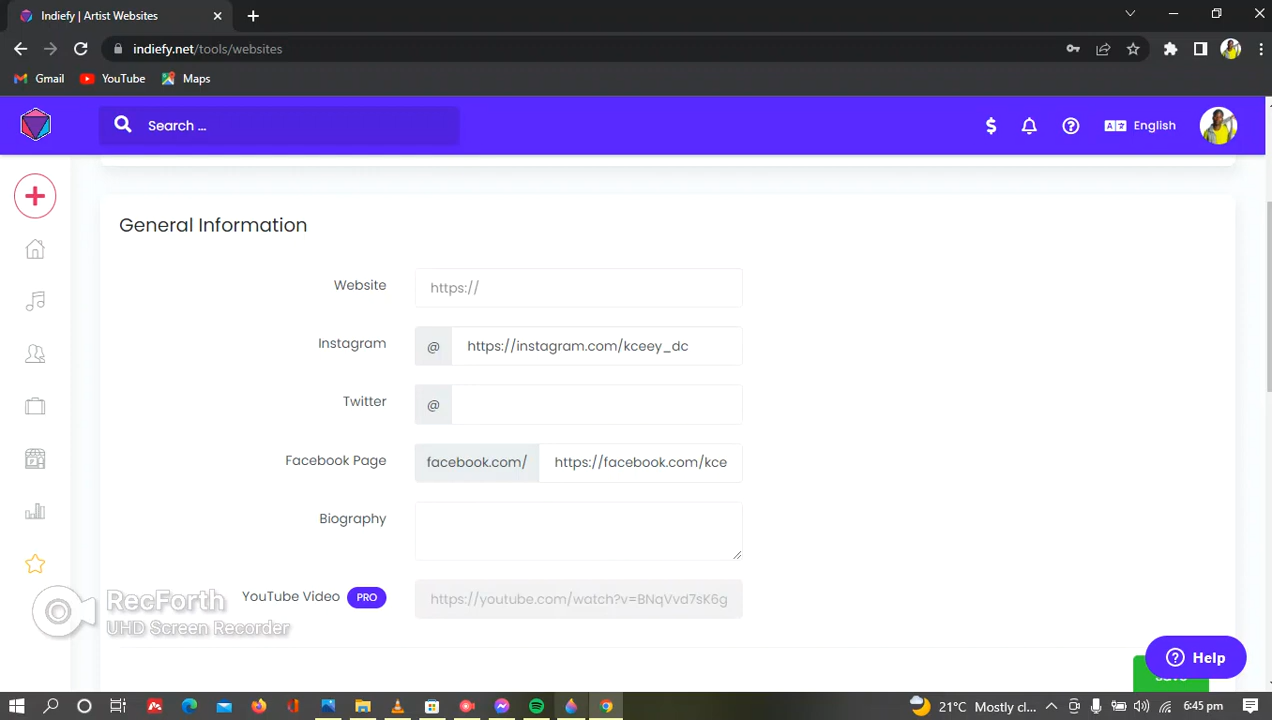 Indiefy | Artist Websites
indiefy.net/tools/websites
Gmail YouTube Maps
Search ...
English
General Information
Website https://
Instagram @ https://instagram.com/kceey_dc
Twitter @
Facebook Page facebook.com/ https://facebook.com/kce
Biography
YouTube Video PRO https://youtube.com/watch?v=BNqVvd7sK6g
RecForth
UHD Screen Recorder
Help
Save
21°C Mostly cl... 6:45 pm